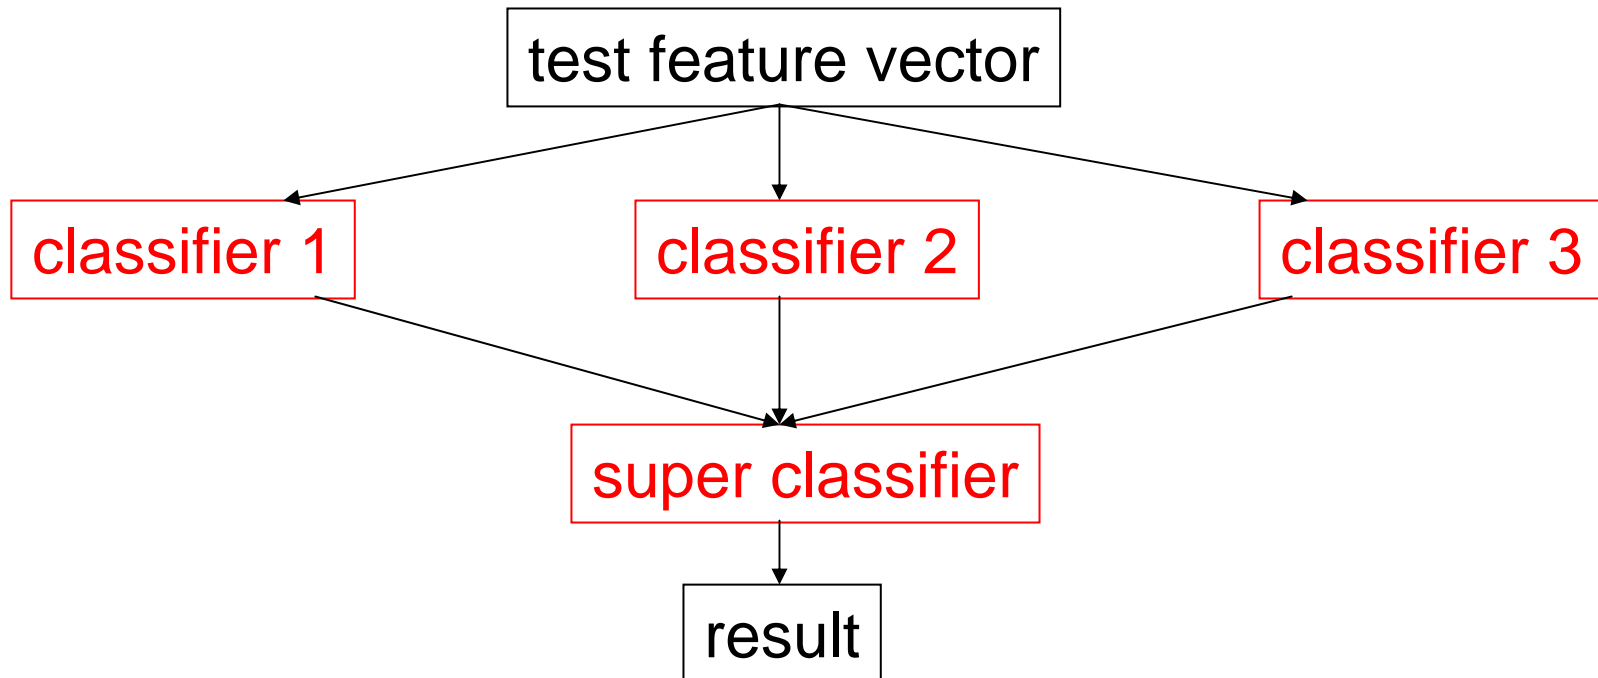 test feature vector
classifier 1
classifier 2
classifier 3
super classifier
result